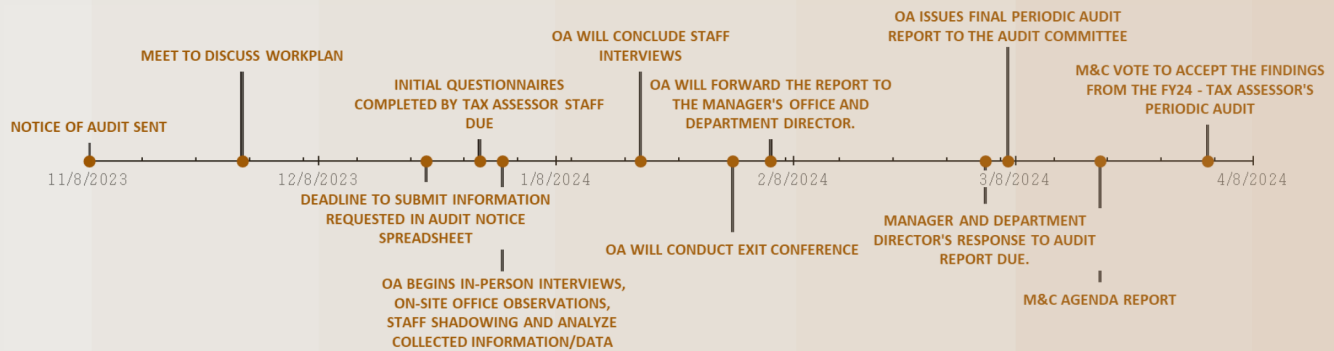 NOTICE OF AUDIT SENT
MEET TO DISCUSS WORKPLAN
INITIAL QUESTIONNAIRES
COMPLETED BY TAX ASSESSOR STAFF
DUE
OA WILL CONCLUDE STAFF
INTERVIEWS
OA WILL FORWARD THE REPORT TO
THE MANAGER'S OFFICE AND
DEPARTMENT DIRECTOR.
OA ISSUES FINAL PERIODIC AUDIT
REPORT TO THE AUDIT COMMITTEE
M&C VOTE TO ACCEPT THE FINDINGS
FROM THE FY24 - TAX ASSESSOR'S
PERIODIC AUDIT
11/8/2023
12/8/2023
1/8/2024
2/8/2024
3/8/2024
4/8/2024
DEADLINE TO SUBMIT INFORMATION
REQUESTED IN AUDIT NOTICE
SPREADSHEET
OA BEGINS IN-PERSON INTERVIEWS,
ON-SITE OFFICE OBSERVATIONS,
STAFF SHADOWING AND ANALYZE
COLLECTED INFORMATION/DATA
OA WILL CONDUCT EXIT CONFERENCE
MANAGER AND DEPARTMENT
DIRECTOR'S RESPONSE TO AUDIT
REPORT DUE.
M&C AGENDA REPORT